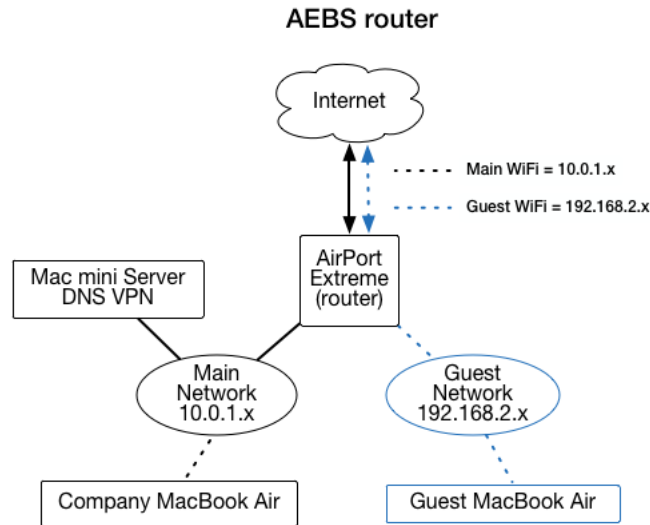 AEBS router
Internet
Main WiFi = 10.0.1.x
Guest WiFi = 192.168.2.x
AirPort
Extreme
(router)
Mac mini Server
DNS VPN
Main
Network
10.0.1.x
Guest
Network
192.168.2.x
Company MacBook Air
Guest MacBook Air